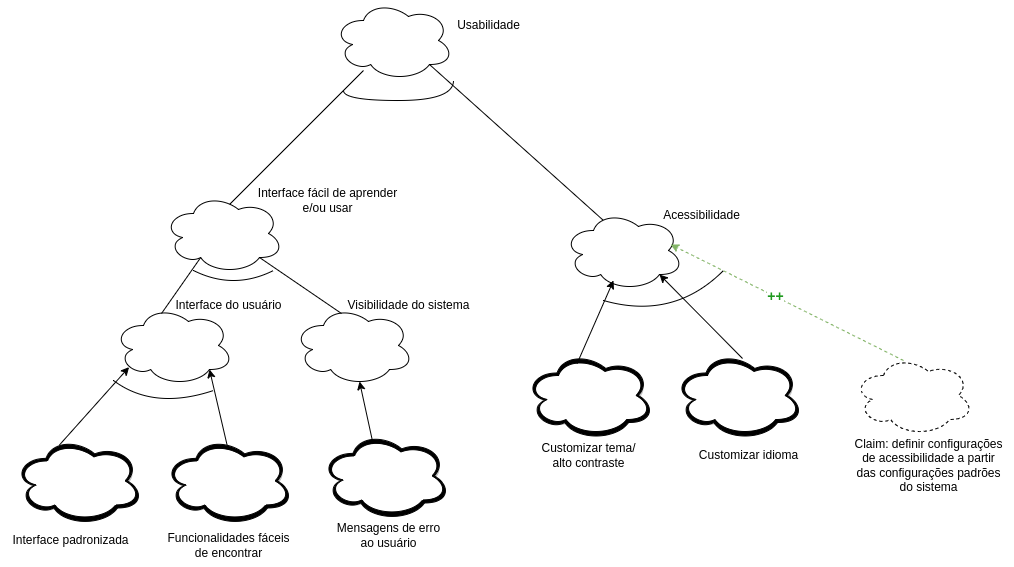 Usabilidade
Interface fácil de aprender
e/ou usar
Acessibilidade
Interface do usuário
Visibilidade do sistema
++
Customizar tema/
alto contraste
Customizar idioma
Claim: definir configurações
de acessibilidade a partir
das configurações padrões
do sistema
Interface padronizada
Funcionalidades fáceis
de encontrar
Mensagens de erro
ao usuário